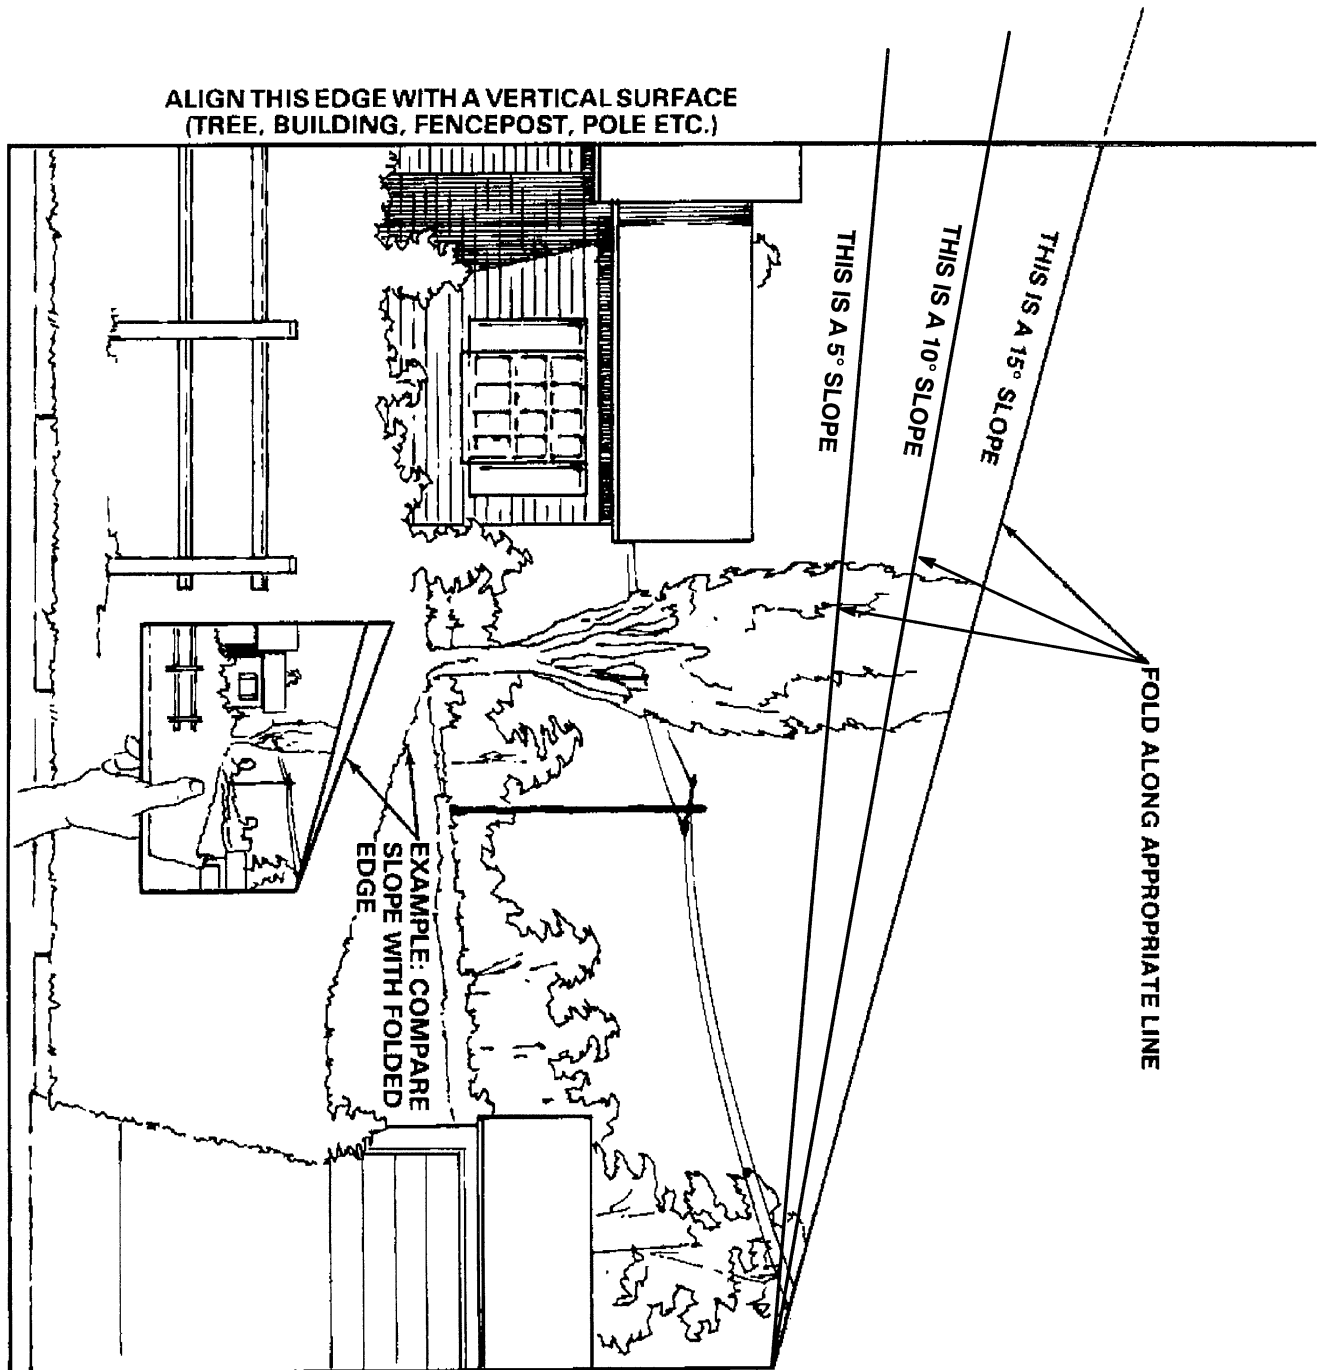 ALIGN THIS EDGE WITH A VERTICAL SURFACE
(TREE, BUILDING, FENCEPOST, POLE ETC.)
THIS IS A 5° SLOPE
THIS IS A 10° SLOPE
THIS IS A 15° SLOPE
FOLD ALONG APPROPRIATE LINE
EXAMPLE: COMPARE
SLOPE WITH FOLDED
EDGE